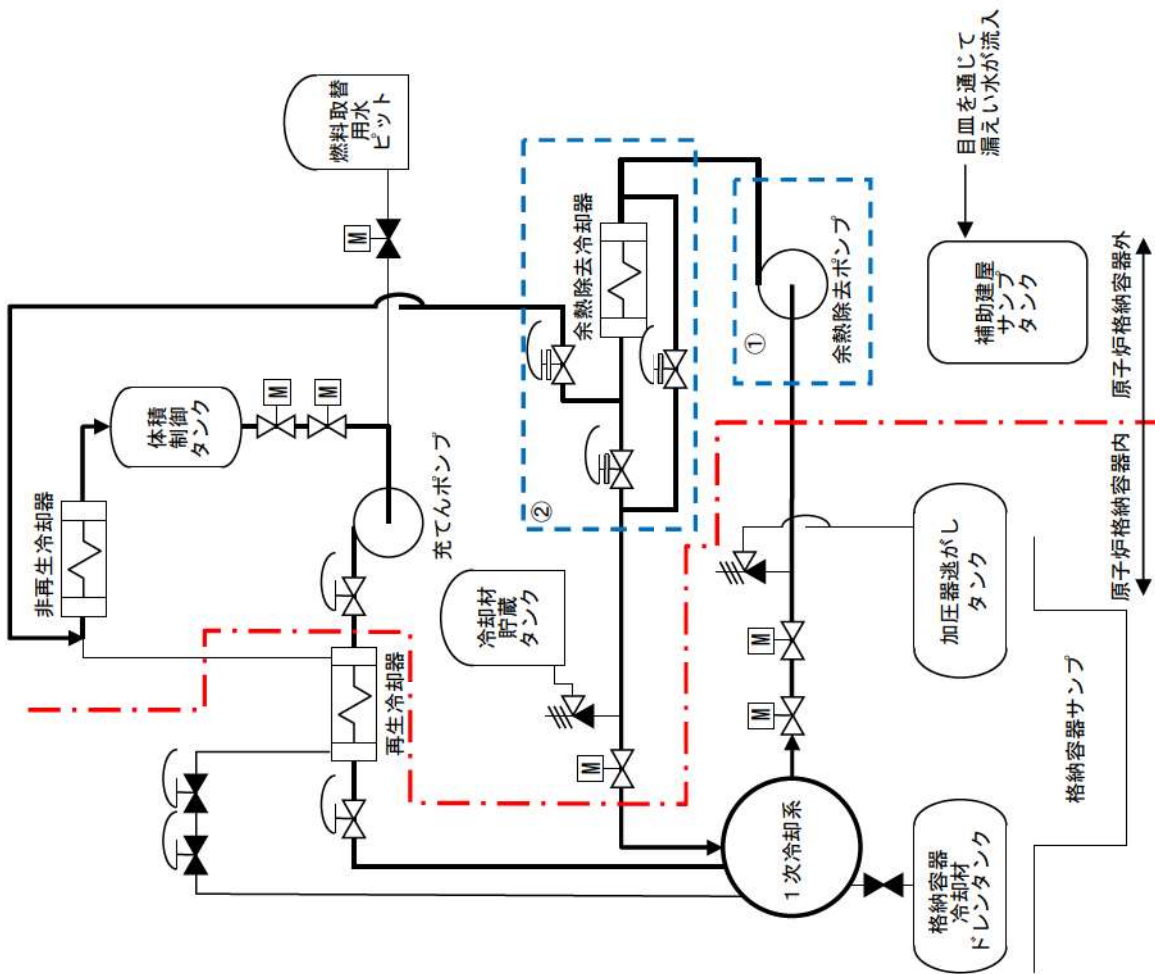 燃料取替
用水
ピット
M
体積
制御
タンク
M
M
非再生冷却器
充てんポンプ
再生冷却器
②
余熱除去冷却器
①
余熱除去ポンプ
冷却材
貯蔵
タンク
M
M
M
1次冷却系
目皿を通じて
漏えい水が流入
補助建屋
サンプ
タンク
加圧器逃がし
タンク
格納容器
冷却材
ドレンタンク
格納容器サンプ
原子炉格納容器内
原子炉格納容器外